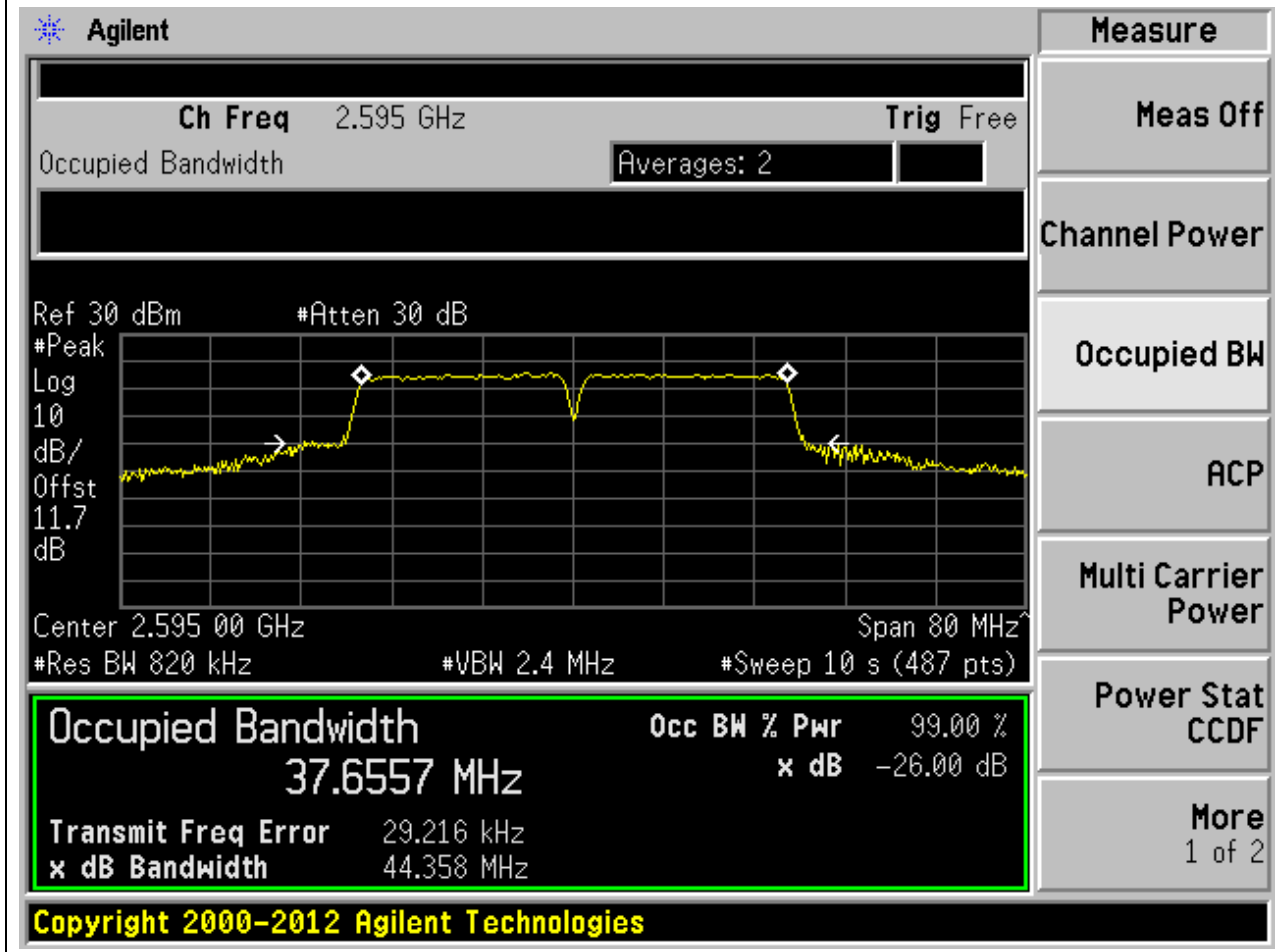 Agilent
Measure
Ch Freq 2.595 GHz Trig Free
Occupied Bandwidth Averages: 2
Ref 30 dBm #Atten 30 dB
#Peak
Log
10
dB/
Offst
11.7
dB
Center 2.595 00 GHz Span 80 MHz^
#Res BW 820 kHz #VBW 2.4 MHz #Sweep 10 s (487 pts)
Occupied Bandwidth
37.6557 MHz
Occ BW % Pwr 99.00 %
x dB -26.00 dB
Transmit Freq Error 29.216 kHz
x dB Bandwidth 44.358 MHz
Meas Off
Channel Power
Occupied BW
ACP
Multi Carrier
Power
Power Stat
CCDF
More
1 of 2
Copyright 2000-2012 Agilent Technologies